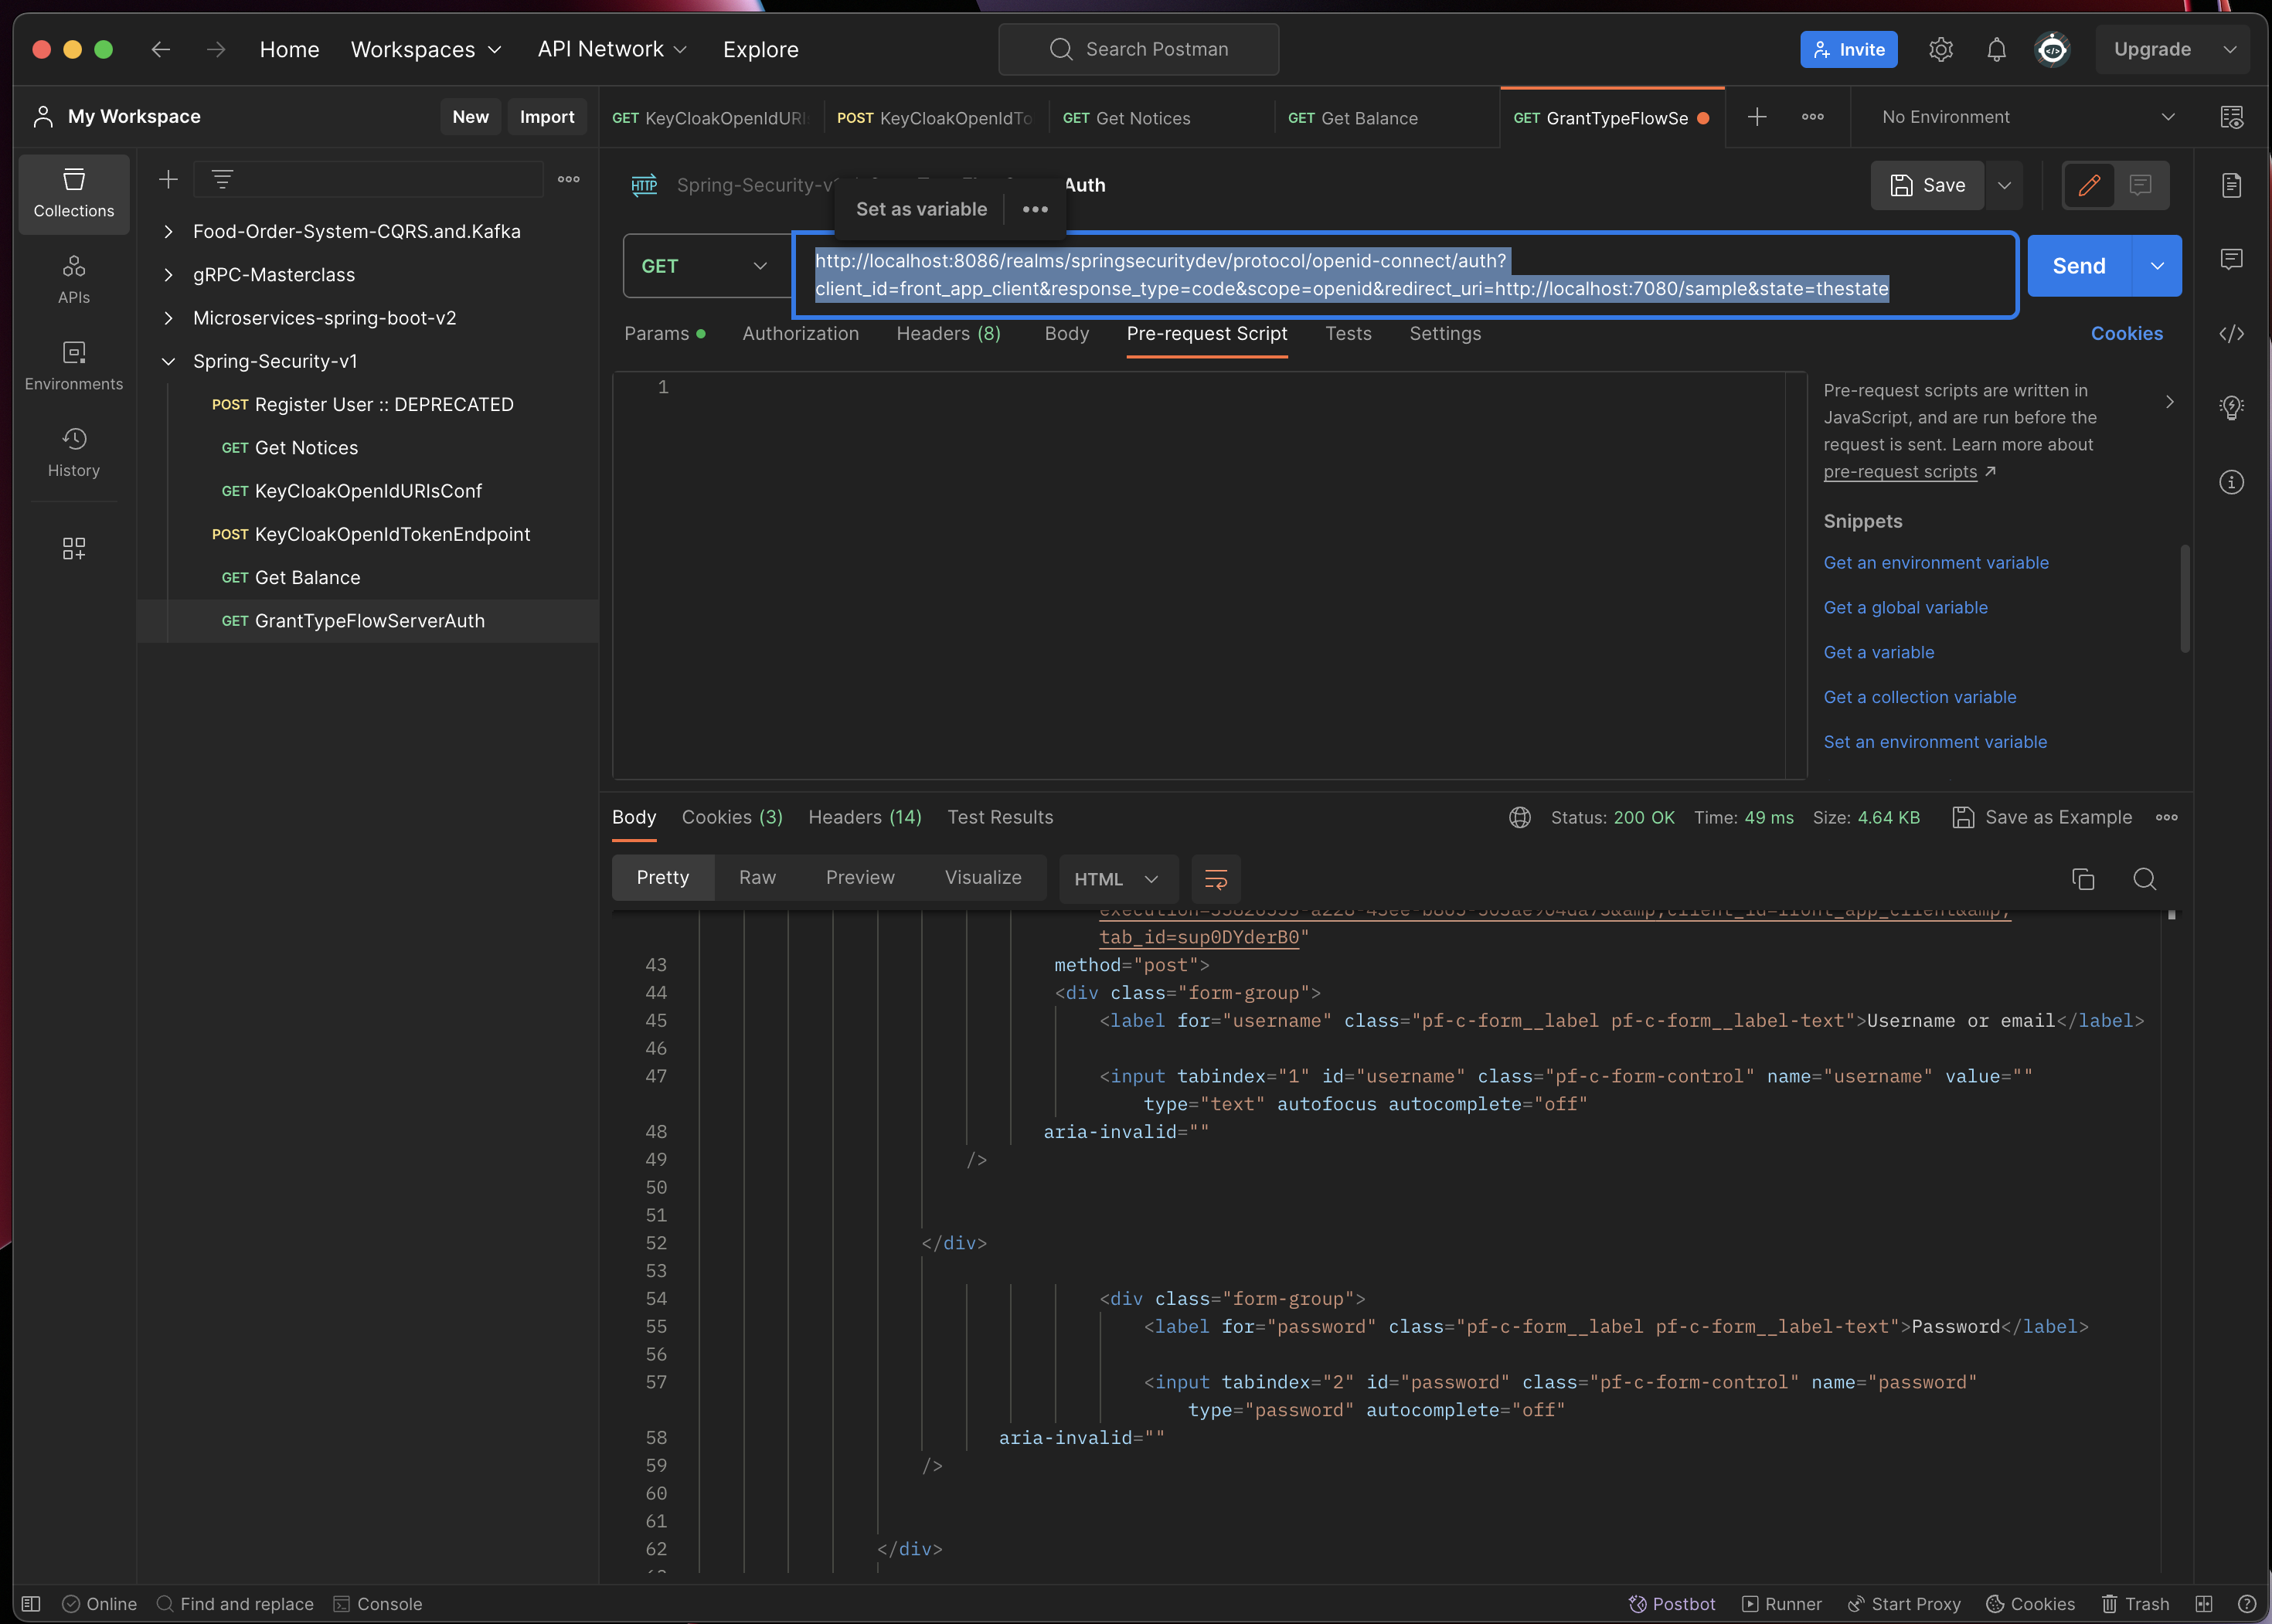 Home Workspaces API Network Explore Search Postman Invite Upgrade
My Workspace New Import
GET KeyCloakOpenIdURI POST KeyCloakOpenIdTo GET Get Notices GET Get Balance GET GrantTypeFlowSe No Environment
Collections
APIs
Environments
History
Food-Order-System-CQRS.and.Kafka
gRPC-Masterclass
Microservices-spring-boot-v2
Spring-Security-v1
POST Register User :: DEPRECATED
GET Get Notices
GET KeyCloakOpenIdURIsConf
POST KeyCloakOpenIdTokenEndpoint
GET Get Balance
GET GrantTypeFlowServerAuth
HTTP Spring-Security-v Auth Save
Set as variable
GET
http://localhost:8086/realms/springsecuritydev/protocol/openid-connect/auth?
client_id=front_app_client&response_type=code&scope=openid&redirect_uri=http://localhost:7080/sample&state=thestate
Send
Params Authorization Headers (8) Body Pre-request Script Tests Settings Cookies
1
Pre-request scripts are written in
JavaScript, and are run before the
request is sent. Learn more about
pre-request scripts
Snippets
Get an environment variable
Get a global variable
Get a variable
Get a collection variable
Set an environment variable
Body Cookies (3) Headers (14) Test Results Status: 200 OK Time: 49 ms Size: 4.64 KB Save as Example
Pretty Raw Preview Visualize HTML
tab_id=sup0DYderB0"
43 method="post">
44 <div class="form-group">
45 <label for="username" class="pf-c-form__label pf-c-form__label-text">Username or email</label>
46
47 <input tabindex="1" id="username" class="pf-c-form-control" name="username" value=""
type="text" autofocus autocomplete="off"
48 aria-invalid=""
49 />
50
51
52 </div>
53
54 <div class="form-group">
55 <label for="password" class="pf-c-form__label pf-c-form__label-text">Password</label>
56
57 <input tabindex="2" id="password" class="pf-c-form-control" name="password"
type="password" autocomplete="off"
58 aria-invalid=""
59 />
60
61
62 </div>
Online Find and replace Console Postbot Runner Start Proxy Cookies Trash